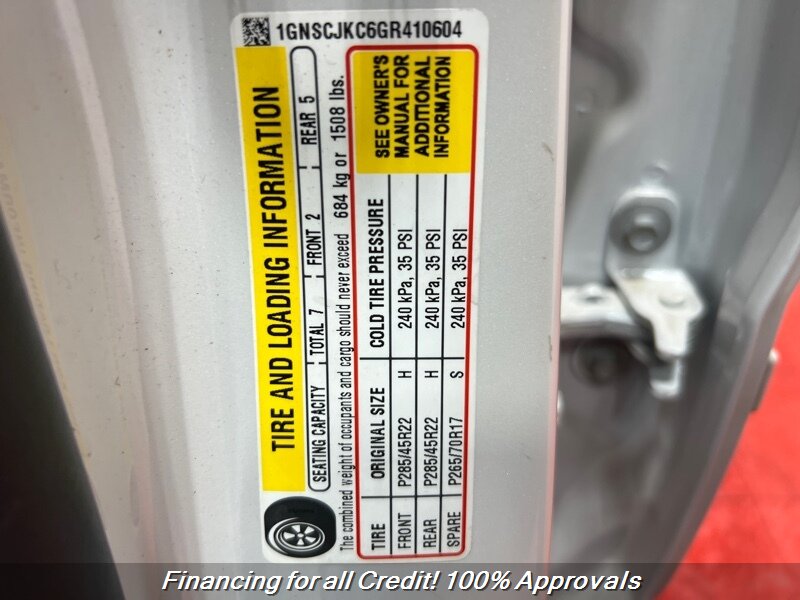 1GNSCJKC6GR410604
TIRE AND LOADING INFORMATION
SEATING CAPACITY TOTAL 7 FRONT 2 REAR 5
The combined weight of occupants and cargo should never exceed 684 kg or 1508 lbs.
TIRE ORIGINAL SIZE COLD TIRE PRESSURE
FRONT P285/45R22 H 240 kPa, 35 PSI
REAR P285/45R22 H 240 kPa, 35 PSI
SPARE P265/70R17 S 240 kPa, 35 PSI
SEE OWNER'S
MANUAL FOR
ADDITIONAL
INFORMATION
Financing for all Credit! 100% Approvals